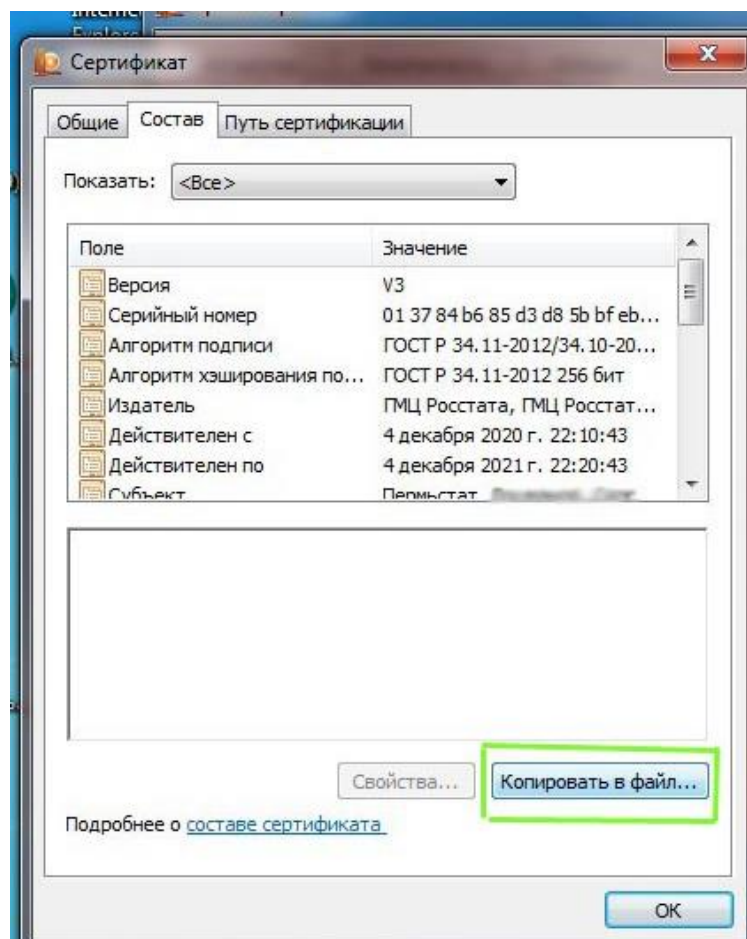 Interne
Explore
Сертификат
Общие Состав Путь сертификации
Показать: <Все>
Поле Значение
Версия V3
Серийный номер 01 37 84 b6 85 d3 d8 5b bf eb...
Алгоритм подписи ГОСТ Р 34.11-2012/34.10-20...
Алгоритм хэширования по... ГОСТ Р 34.11-2012 256 бит
Издатель ГМЦ Росстата, ГМЦ Росстат...
Действителен с 4 декабря 2020 г. 22:10:43
Действителен по 4 декабря 2021 г. 22:20:43
Субъект Пермьстат,
Свойства... Копировать в файл...
Подробнее о составе сертификата
ОК